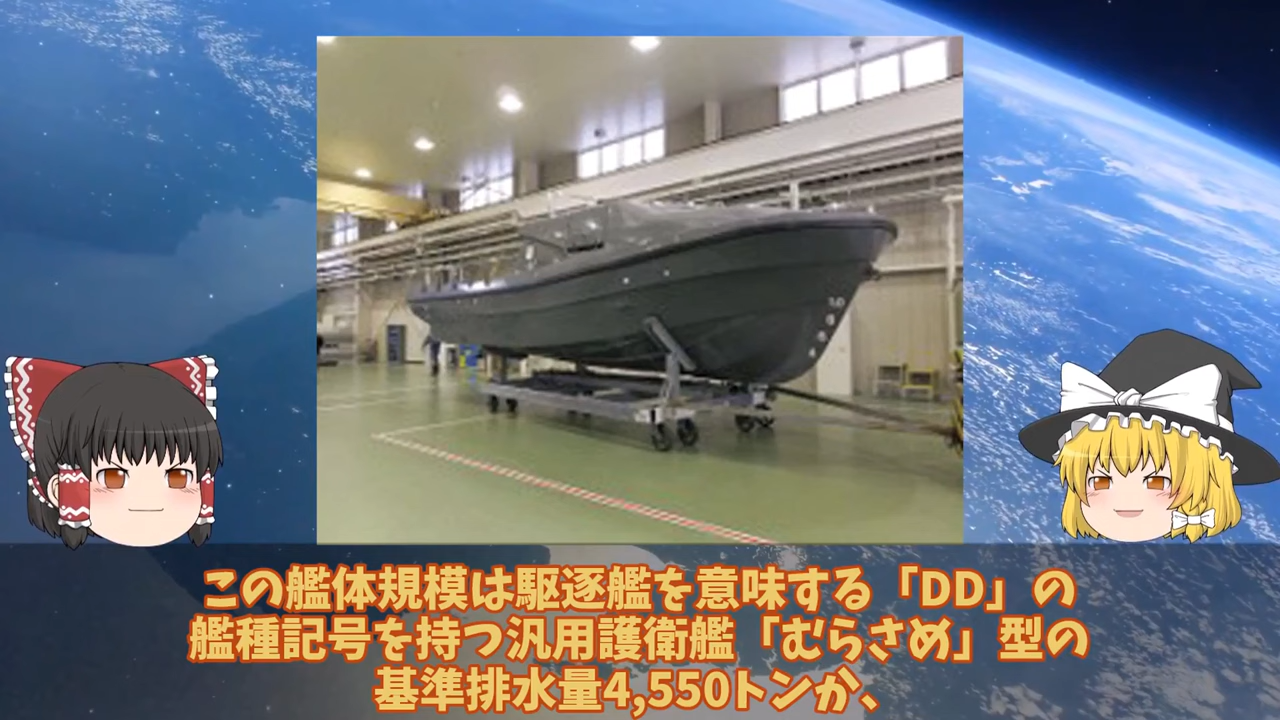 この艦体規模は駆逐艦を意味する「DD」の
艦種記号を持つ汎用護衛艦「むらさめ」型の
基準排水量4,550トンか、